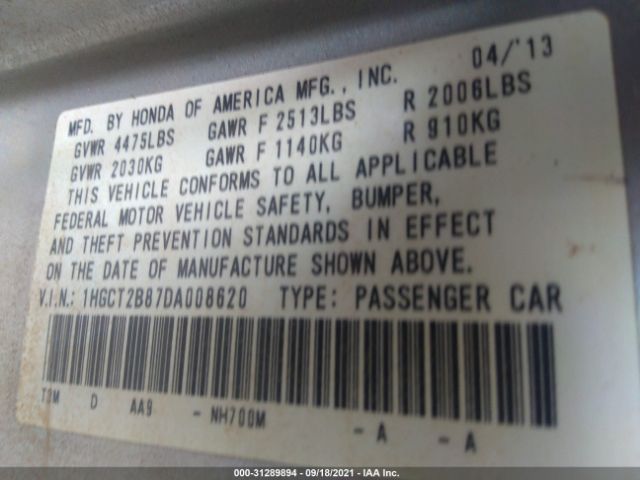 04/'13
MFD. BY HONDA OF AMERICA MFG., INC.
GVWR 4475LBS GAWR F 2513LBS R 2006LBS
GVWR 2030KG GAWR F 1140KG R 910KG
THIS VEHICLE CONFORMS TO ALL APPLICABLE
FEDERAL MOTOR VEHICLE SAFETY, BUMPER,
AND THEFT PREVENTION STANDARDS IN EFFECT
ON THE DATE OF MANUFACTURE SHOWN ABOVE.
V.I.N.: 1HGCT2B87DA008620 TYPE: PASSENGER CAR
D AA9 - NH700M - A - A
000-31289894 - 09/18/2021 - IAA Inc.